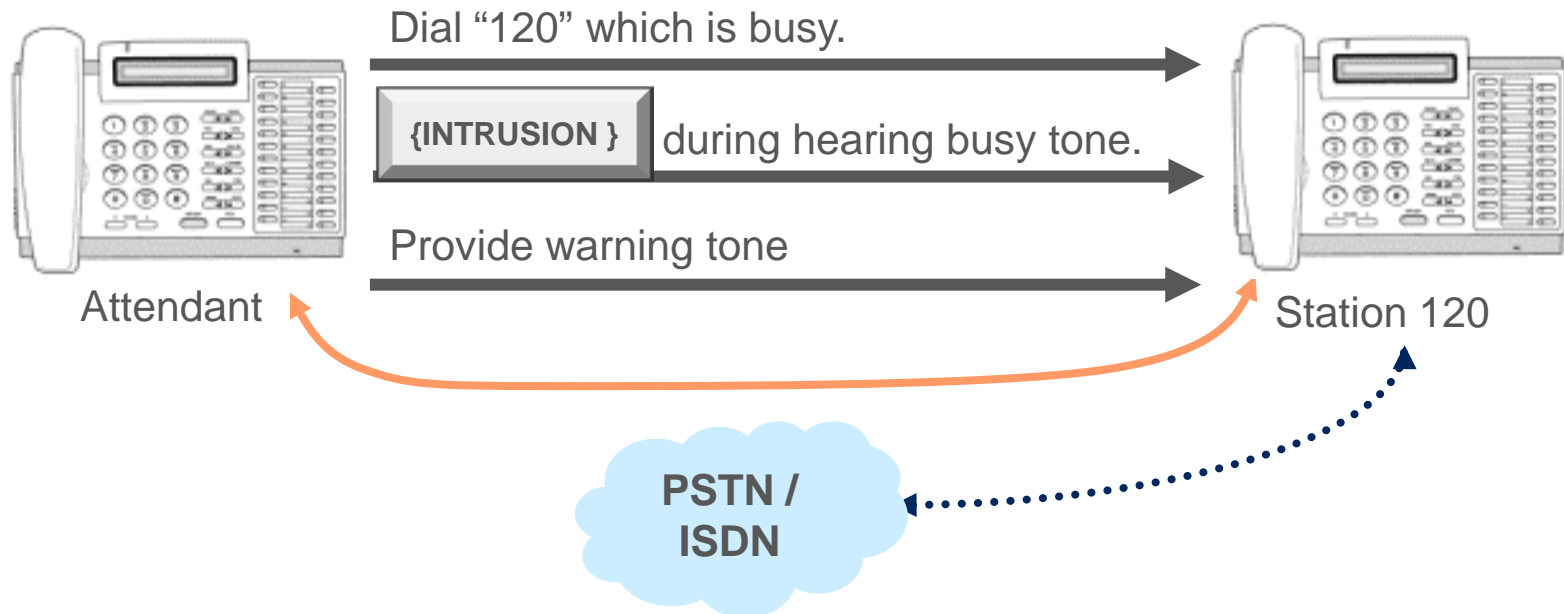 Dial “120” which is busy.
{INTRUSION } during hearing busy tone.
Provide warning tone
Attendant
Station 120
PSTN /
ISDN